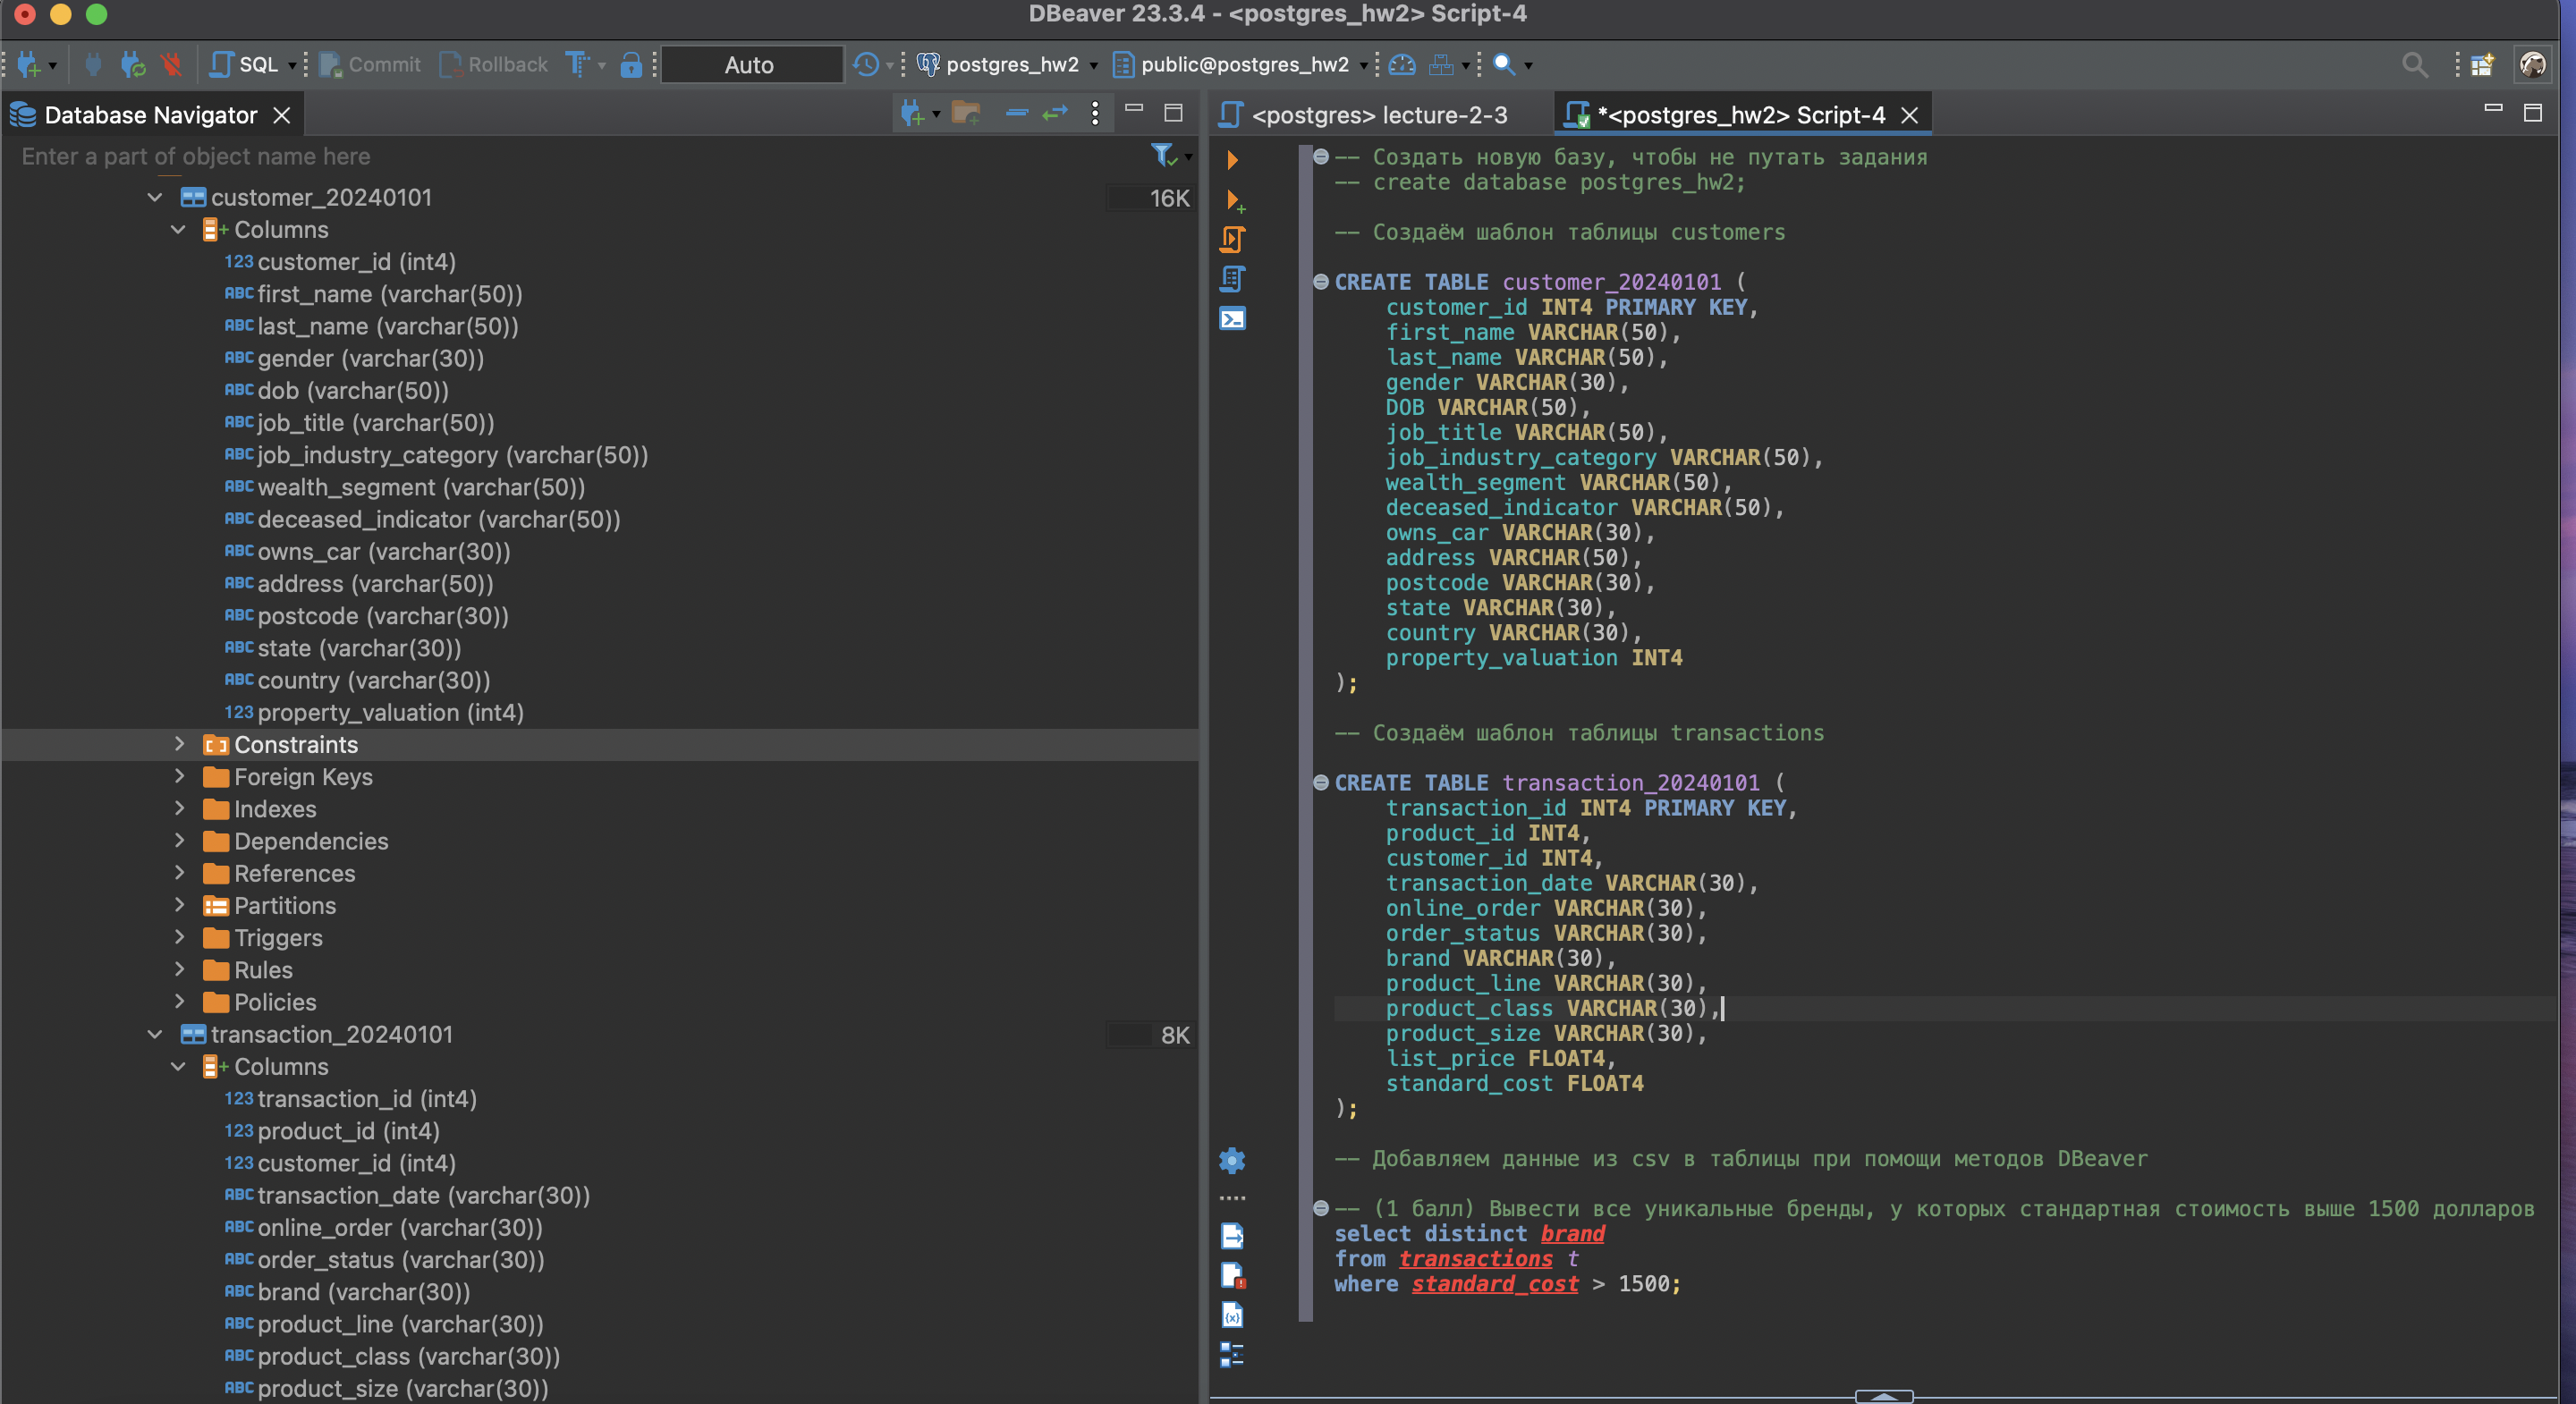 DBeaver 23.3.4 - <postgres_hw2> Script-4
SQL
Commit
Rollback
Auto
postgres_hw2
public@postgres_hw2
Database Navigator
Enter a part of object name here
customer_20240101
16K
Columns
123 customer_id (int4)
ABC first_name (varchar(50))
ABC last_name (varchar(50))
ABC gender (varchar(30))
ABC dob (varchar(50))
ABC job_title (varchar(50))
ABC job_industry_category (varchar(50))
ABC wealth_segment (varchar(50))
ABC deceased_indicator (varchar(50))
ABC owns_car (varchar(30))
ABC address (varchar(50))
ABC postcode (varchar(30))
ABC state (varchar(30))
ABC country (varchar(30))
123 property_valuation (int4)
Constraints
Foreign Keys
Indexes
Dependencies
References
Partitions
Triggers
Rules
Policies
transaction_20240101
8K
Columns
123 transaction_id (int4)
123 product_id (int4)
123 customer_id (int4)
ABC transaction_date (varchar(30))
ABC online_order (varchar(30))
ABC order_status (varchar(30))
ABC brand (varchar(30))
ABC product_line (varchar(30))
ABC product_class (varchar(30))
ABC product_size (varchar(30))
<postgres> lecture-2-3
*<postgres_hw2> Script-4
-- Создать новую базу, чтобы не путать задания
-- create database postgres_hw2;
-- Создаём шаблон таблицы customers
CREATE TABLE customer_20240101 (
customer_id INT4 PRIMARY KEY,
first_name VARCHAR(50),
last_name VARCHAR(50),
gender VARCHAR(30),
DOB VARCHAR(50),
job_title VARCHAR(50),
job_industry_category VARCHAR(50),
wealth_segment VARCHAR(50),
deceased_indicator VARCHAR(50),
owns_car VARCHAR(30),
address VARCHAR(50),
postcode VARCHAR(30),
state VARCHAR(30),
country VARCHAR(30),
property_valuation INT4
);
-- Создаём шаблон таблицы transactions
CREATE TABLE transaction_20240101 (
transaction_id INT4 PRIMARY KEY,
product_id INT4,
customer_id INT4,
transaction_date VARCHAR(30),
online_order VARCHAR(30),
order_status VARCHAR(30),
brand VARCHAR(30),
product_line VARCHAR(30),
product_class VARCHAR(30),
product_size VARCHAR(30),
list_price FLOAT4,
standard_cost FLOAT4
);
-- Добавляем данные из csv в таблицы при помощи методов DBeaver
-- (1 балл) Вывести все уникальные бренды, у которых стандартная стоимость выше 1500 долларов
select distinct brand
from transactions t
where standard_cost > 1500;